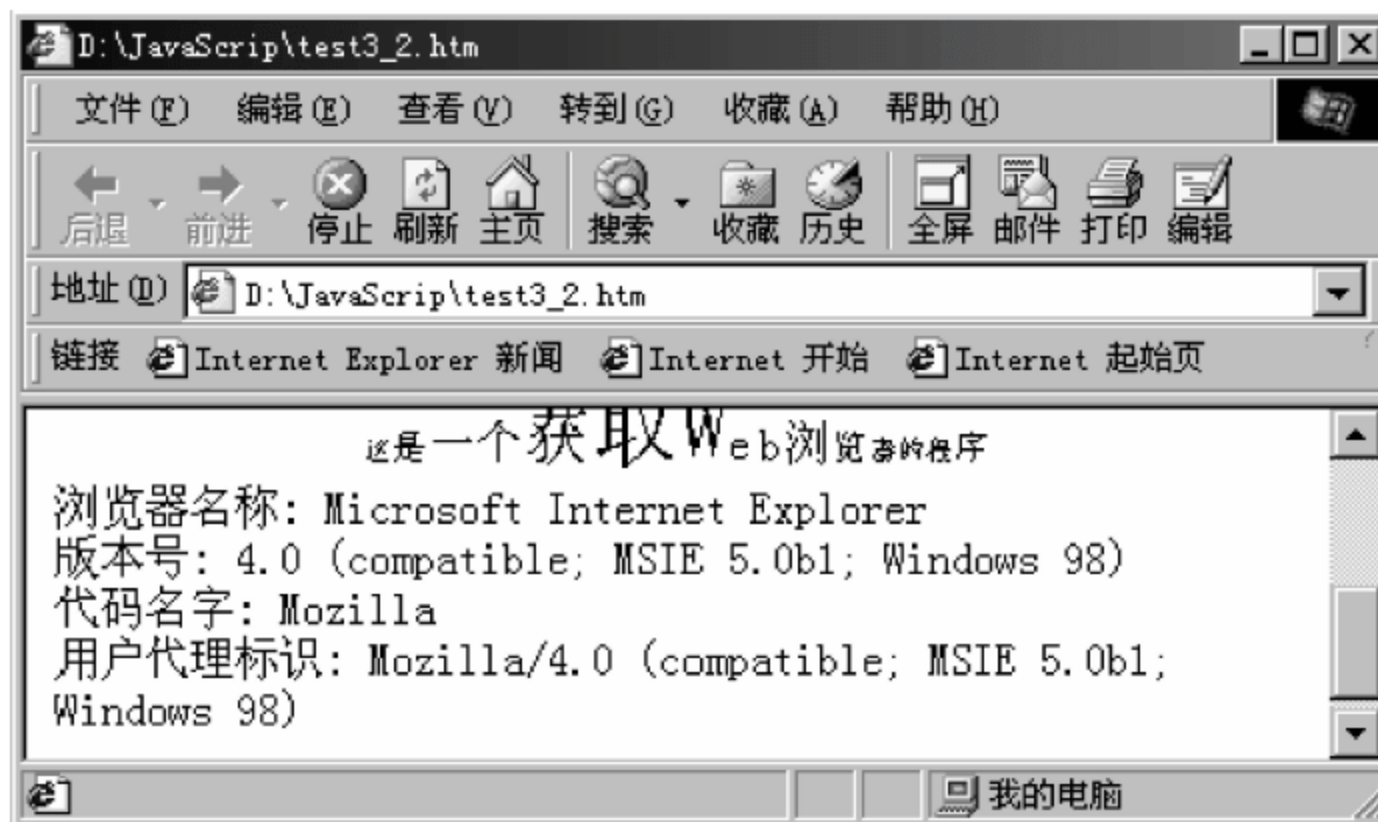 D:\JavaScrip\test3_2.htm
文件(F) 编辑(E) 查看(V) 转到(G) 收藏(A) 帮助(H)
后退 前进 停止 刷新 主页 搜索 收藏 历史 全屏 邮件 打印 编辑
地址(D) D:\JavaScrip\test3_2.htm
链接 Internet Explorer 新闻 Internet 开始 Internet 起始页
这是一个获取Web浏览器的程序
浏览器名称: Microsoft Internet Explorer
版本号: 4.0 (compatible; MSIE 5.0b1; Windows 98)
代码名字: Mozilla
用户代理标识: Mozilla/4.0 (compatible; MSIE 5.0b1;
Windows 98)
我的电脑